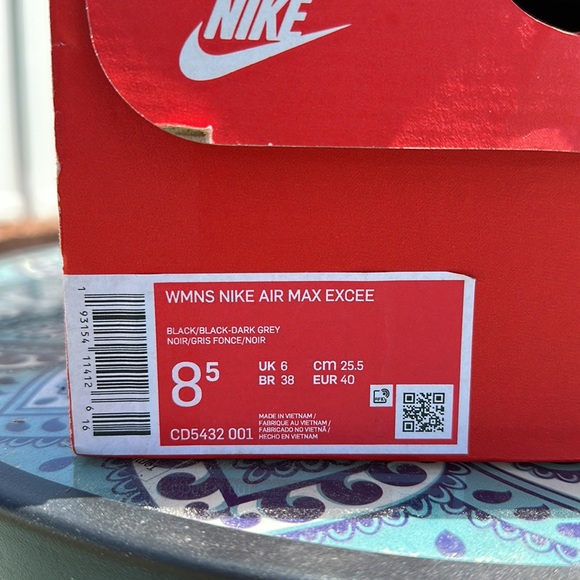 NIKE
WMNS NIKE AIR MAX EXCEE
BLACK/BLACK-DARK GREY
NOIR/GRIS FONCE/NOIR
8⁵
UK 6 cm 25.5
BR 38 EUR 40
CD5432 001
MADE IN VIETNAM /
FABRIQUE AU VIETNAM /
FABRICADO NO VIETNÃ /
HECHO EN VIETNAM
1 93154 11412 6 16